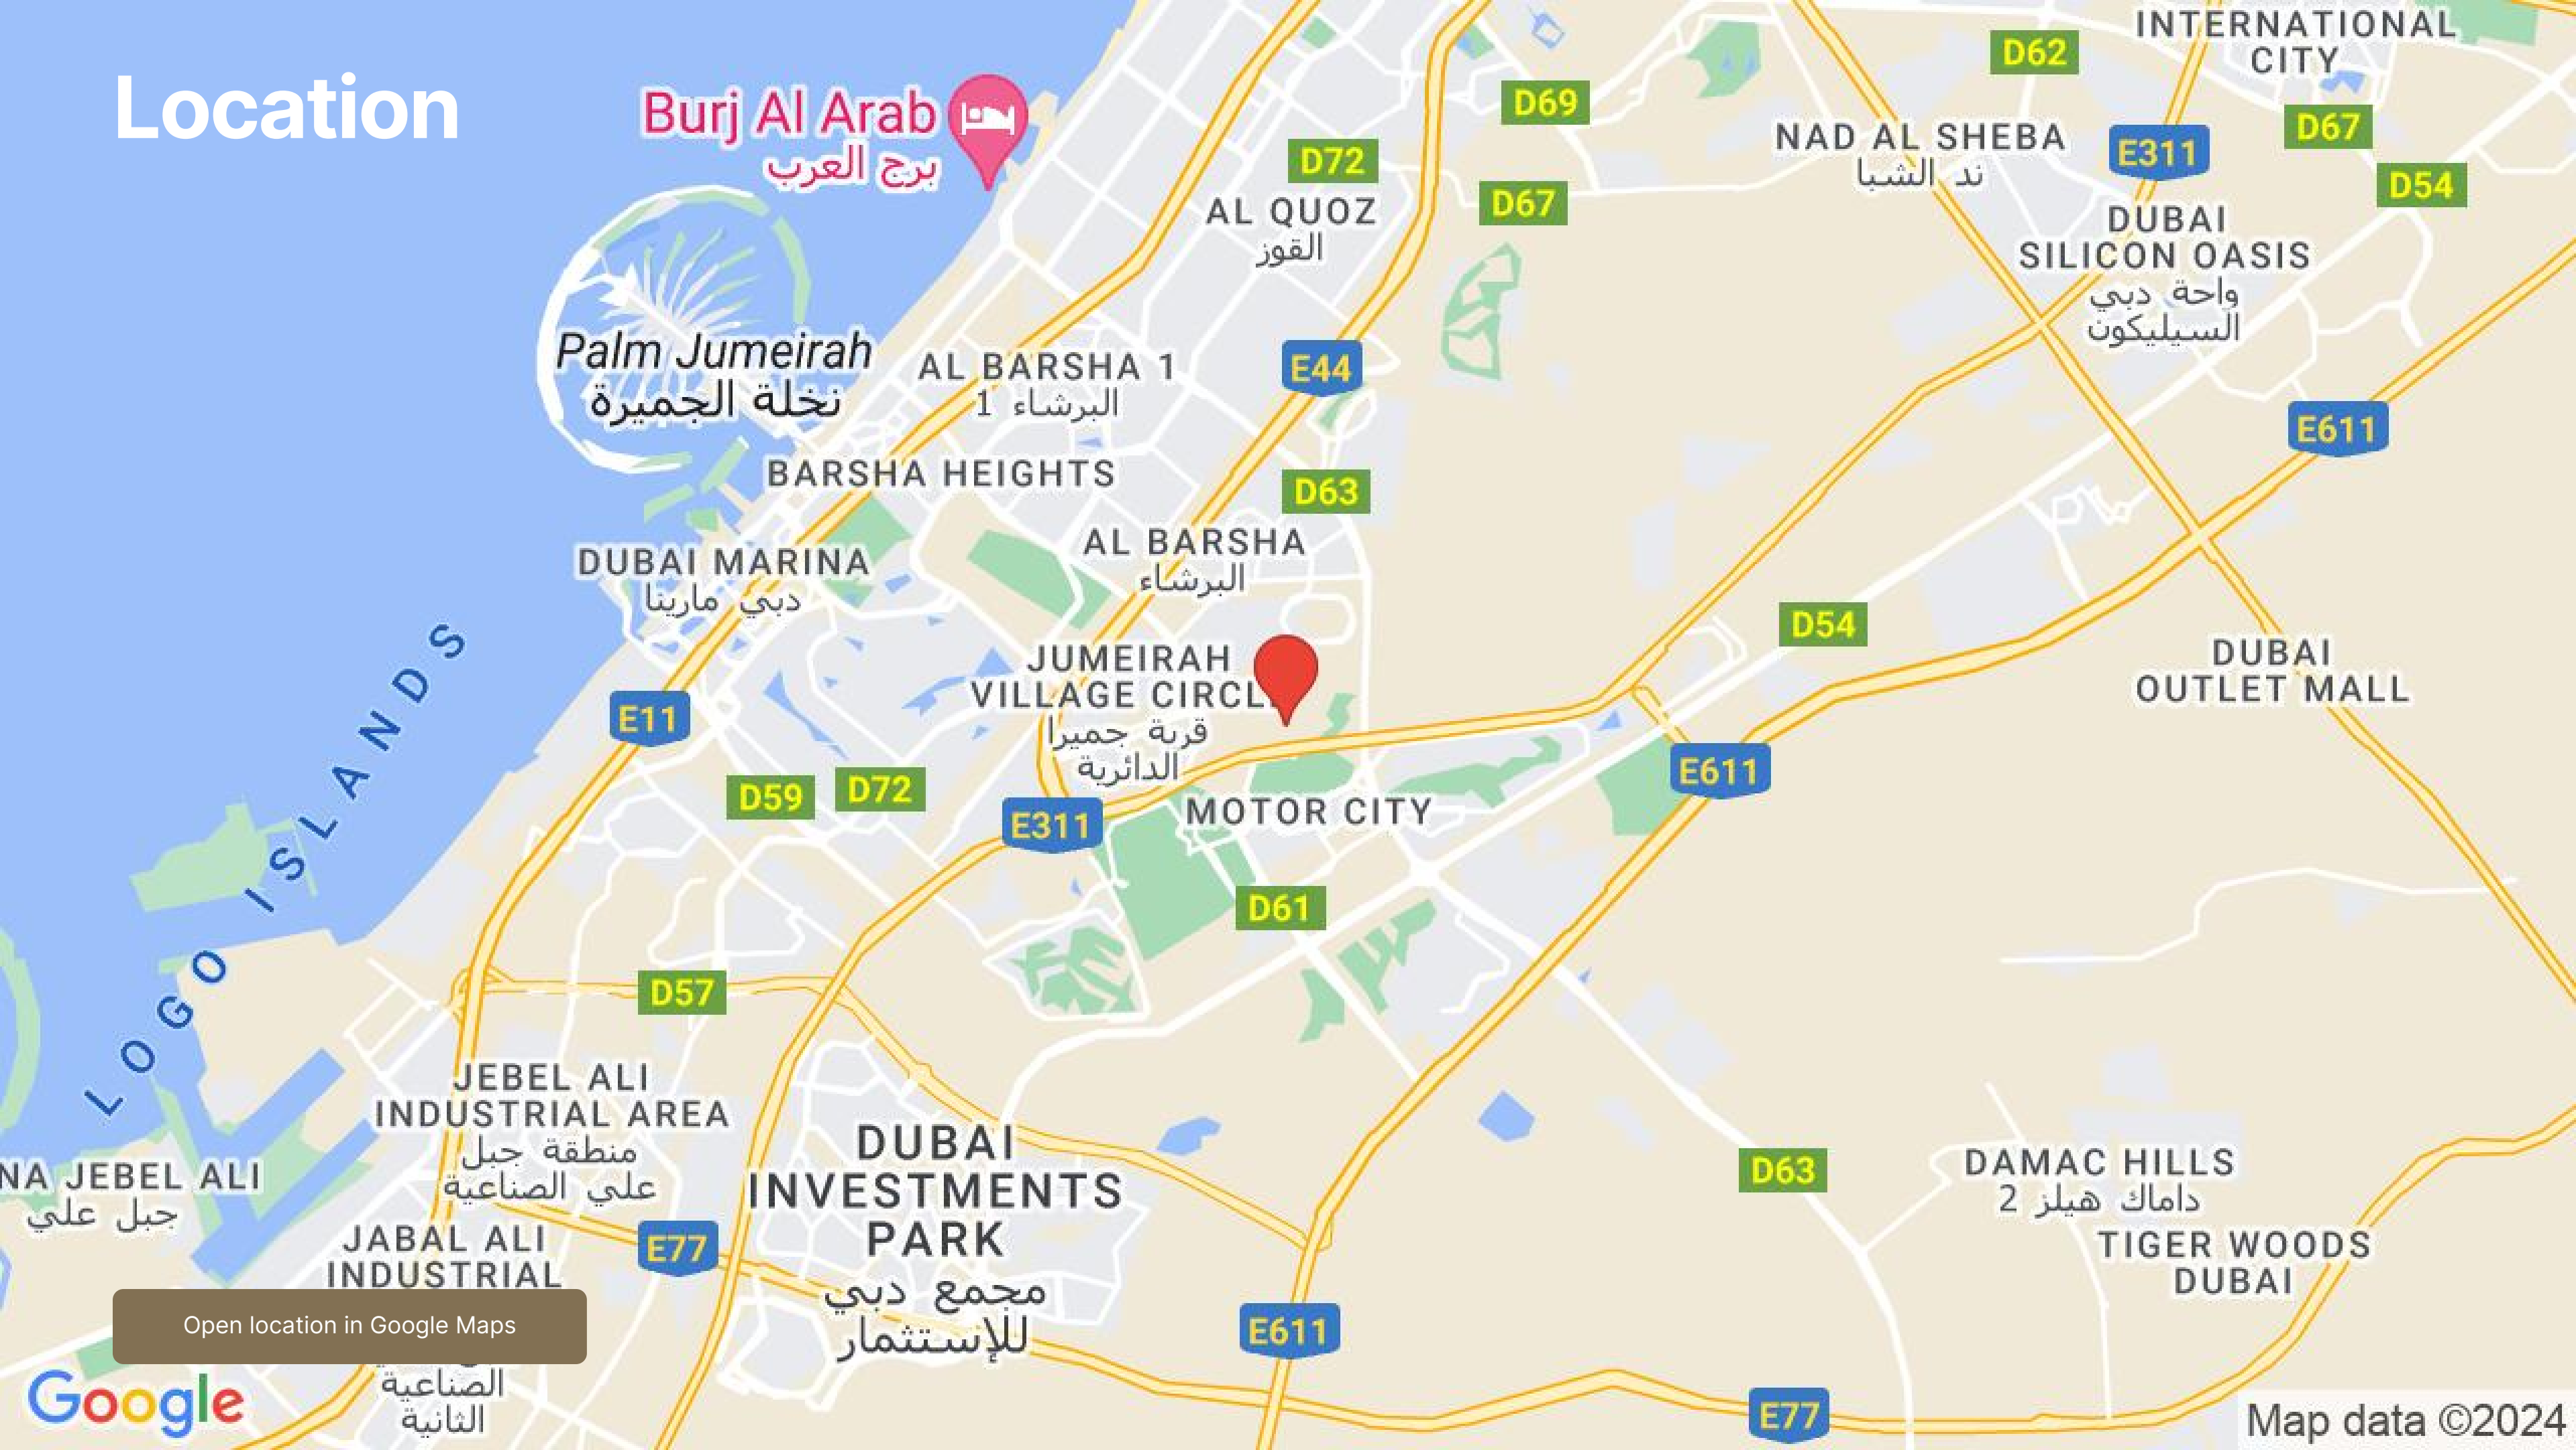 Location
Burj Al Arab
برج العرب
INTERNATIONAL
CITY
D62
D69
D67
D72
NAD AL SHEBA
ند الشبا
E311
D54
D67
AL QUOZ
القوز
DUBAI
SILICON OASIS
واحة دبي
السيليكون
Palm Jumeirah
نخلة الجميرة
AL BARSHA 1
البرشاء 1
E44
E611
BARSHA HEIGHTS
D63
AL BARSHA
البرشاء
DUBAI MARINA
دبي مارينا
D54
JUMEIRAH
VILLAGE CIRCL
قرية جميرا
الدائرية
DUBAI
OUTLET MALL
E11
E611
D59
D72
E311
MOTOR CITY
LOGO ISLANDS
D61
D57
JEBEL ALI
INDUSTRIAL AREA
منطقة جبل
علي الصناعية
NA JEBEL ALI
جبل علي
DUBAI
INVESTMENTS
PARK
مجمع دبي
للإستثمار
D63
DAMAC HILLS
داماك هيلز 2
TIGER WOODS
DUBAI
JABAL ALI
INDUSTRIAL
E77
Open location in Google Maps
E611
الصناعية
الثانية
Google
E77
Map data ©2024